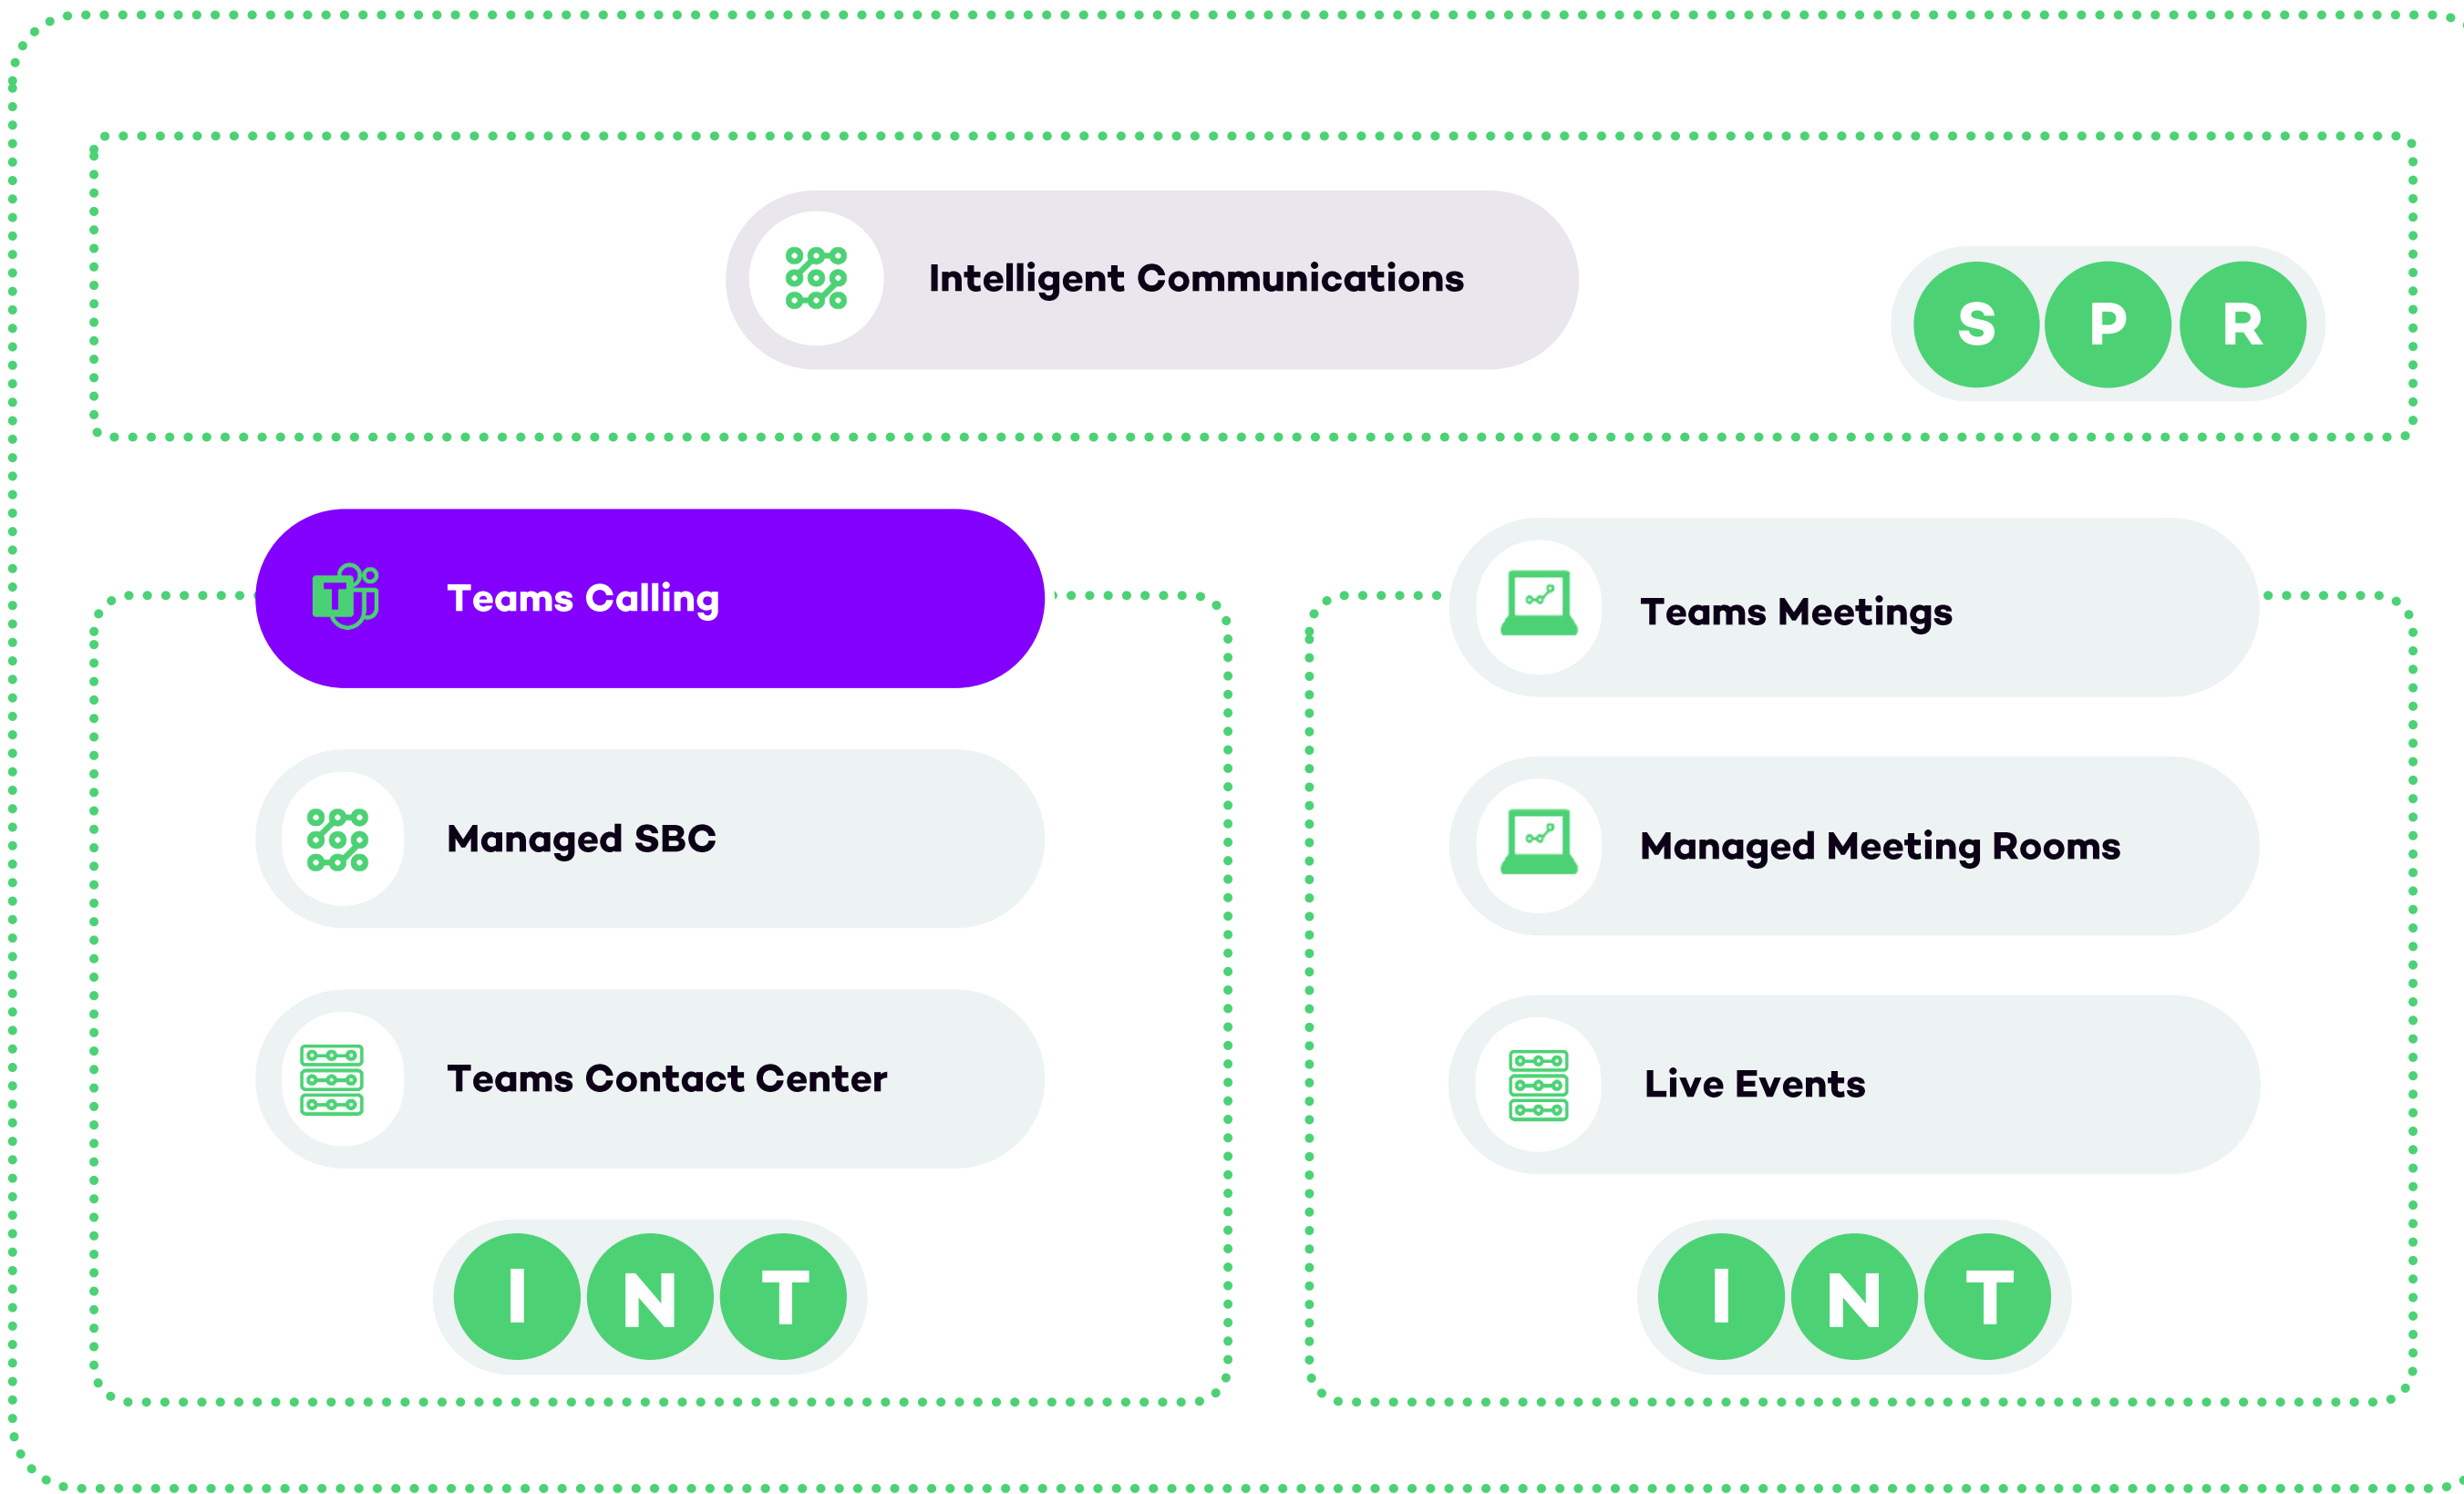 Intelligent Communications
S P R
Teams Calling
Managed SBC
Teams Contact Center
I N T
Teams Meetings
Managed Meeting Rooms
Live Events
I N T